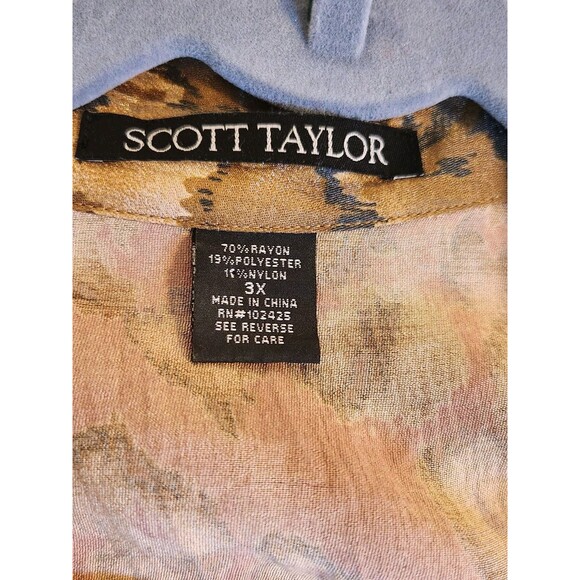 SCOTT TAYLOR
70%RAYON
19%POLYESTER
11%NYLON
3X
MADE IN CHINA
RN#102425
SEE REVERSE
FOR CARE